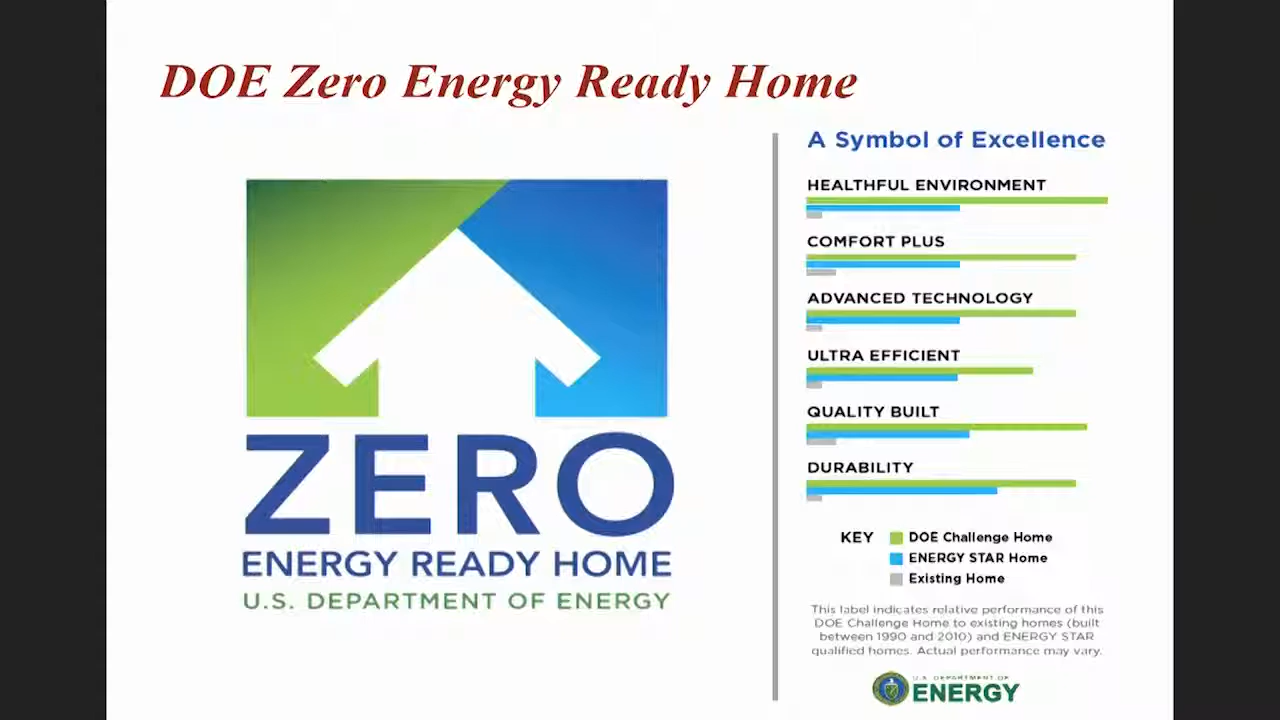 DOE Zero Energy Ready Home
ZERO
ENERGY READY HOME
U.S. DEPARTMENT OF ENERGY
A Symbol of Excellence
HEALTHFUL ENVIRONMENT
COMFORT PLUS
ADVANCED TECHNOLOGY
ULTRA EFFICIENT
QUALITY BUILT
DURABILITY
KEY
DOE Challenge Home
ENERGY STAR Home
Existing Home
This label indicates relative performance of this
DOE Challenge Home to existing homes (built
between 1990 and 2010) and ENERGY STAR
qualified homes. Actual performance may vary.
U.S. DEPARTMENT OF
ENERGY